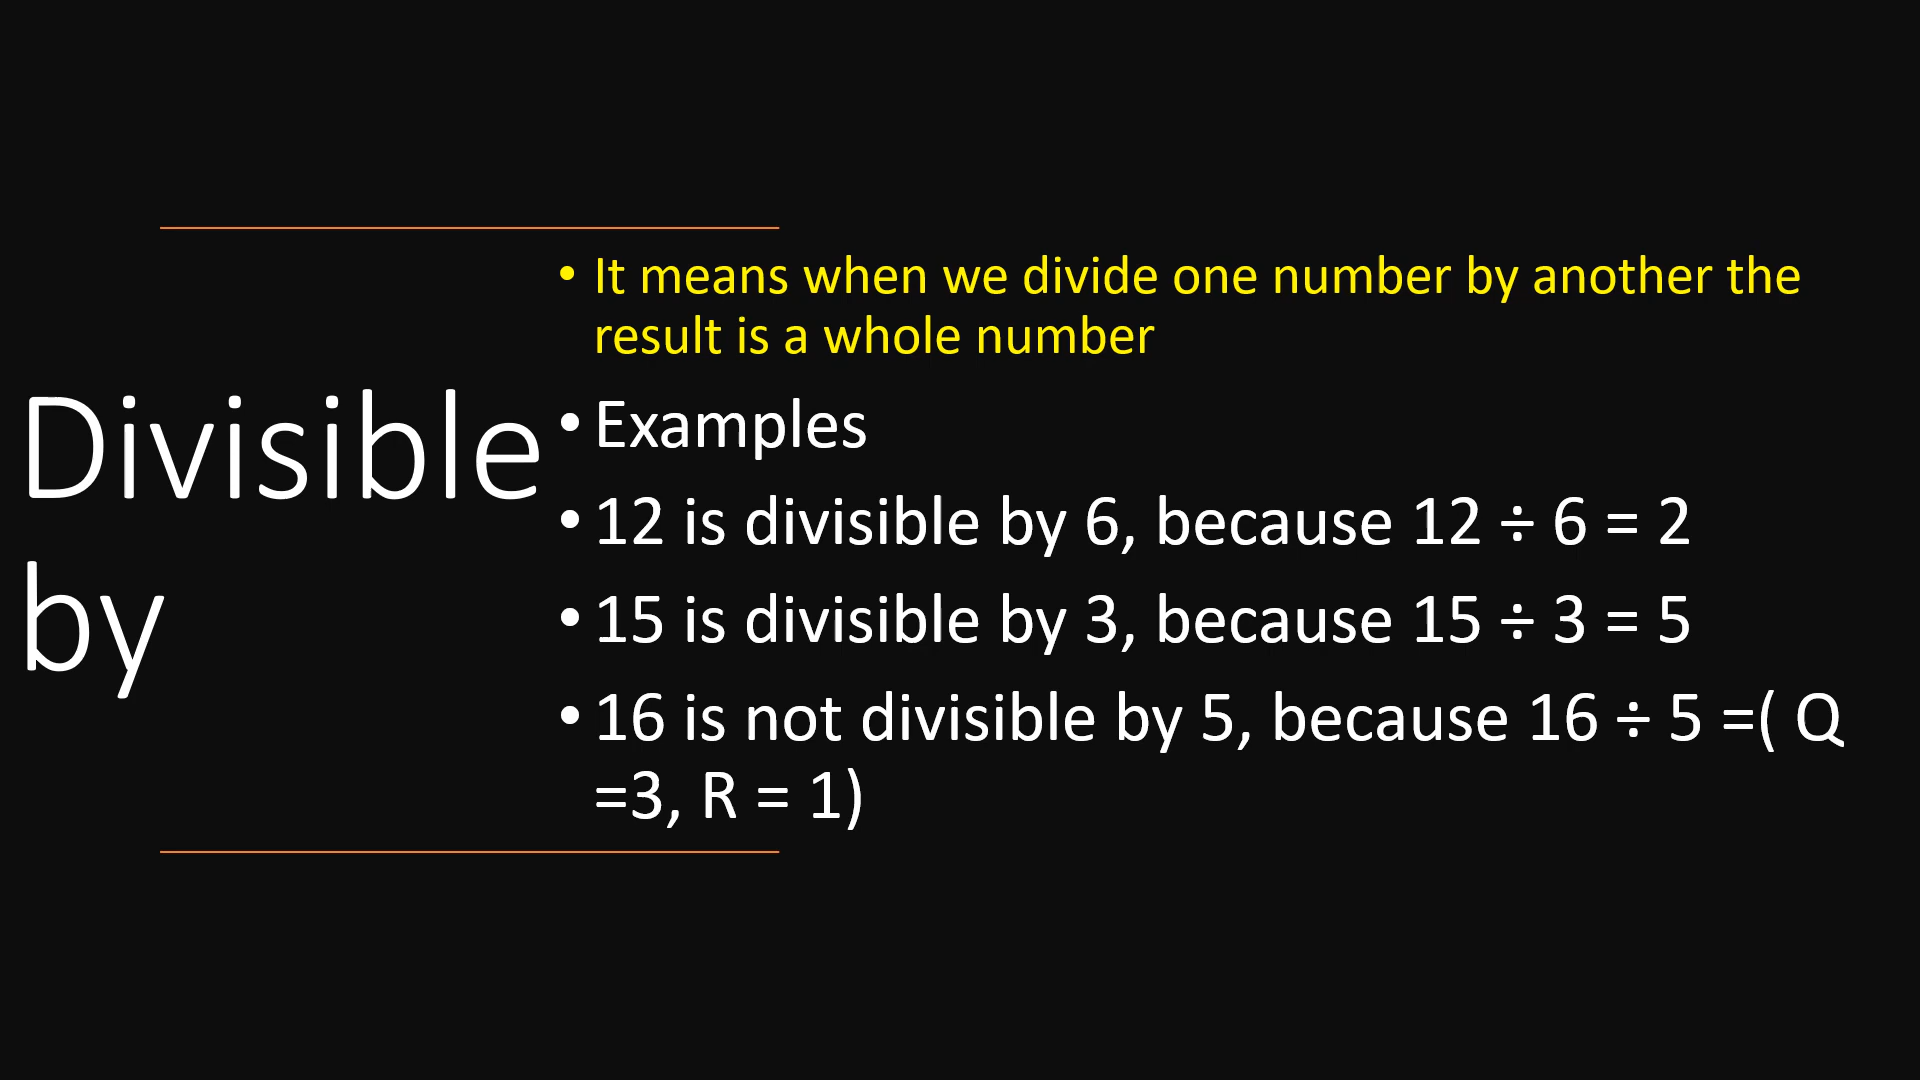 Divisible
by
• It means when we divide one number by another the
result is a whole number
• Examples
• 12 is divisible by 6, because 12 ÷ 6 = 2
• 15 is divisible by 3, because 15 ÷ 3 = 5
• 16 is not divisible by 5, because 16 ÷ 5 =( Q
=3, R = 1)